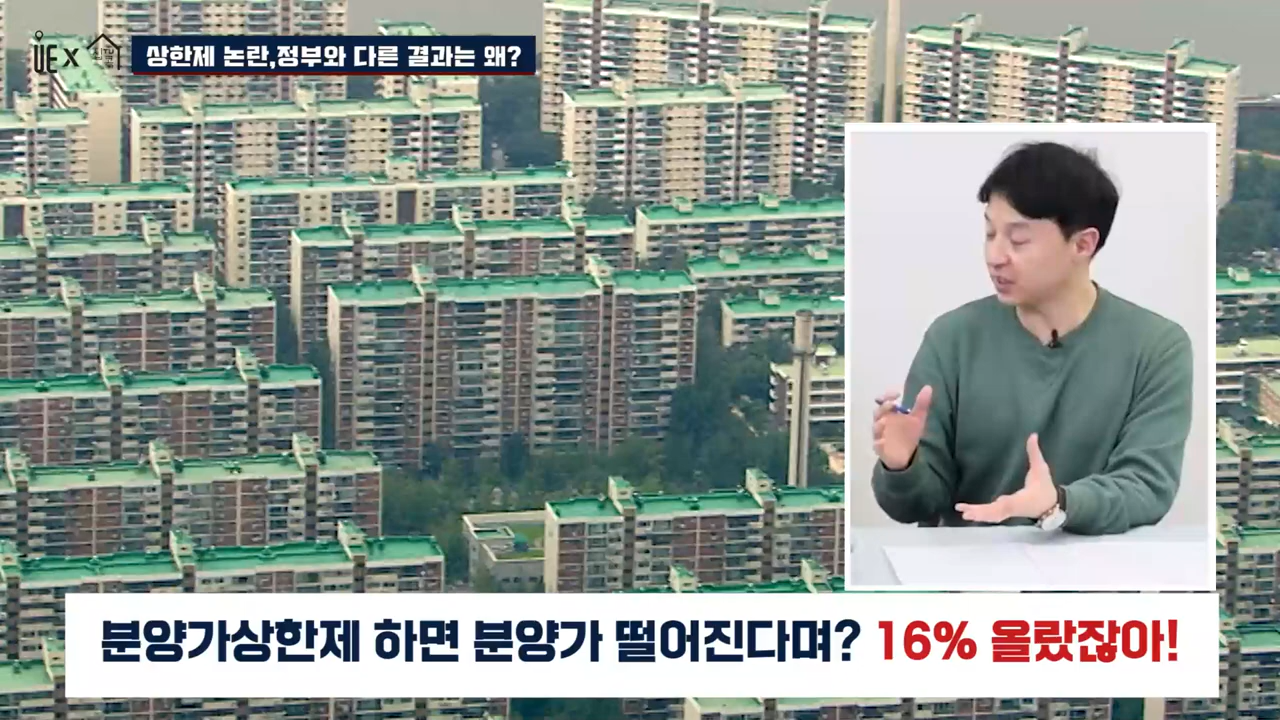 UE X
상한제 논란,정부와 다른 결과는 왜?
분양가상한제 하면 분양가 떨어진다며? 16% 올랐잖아!